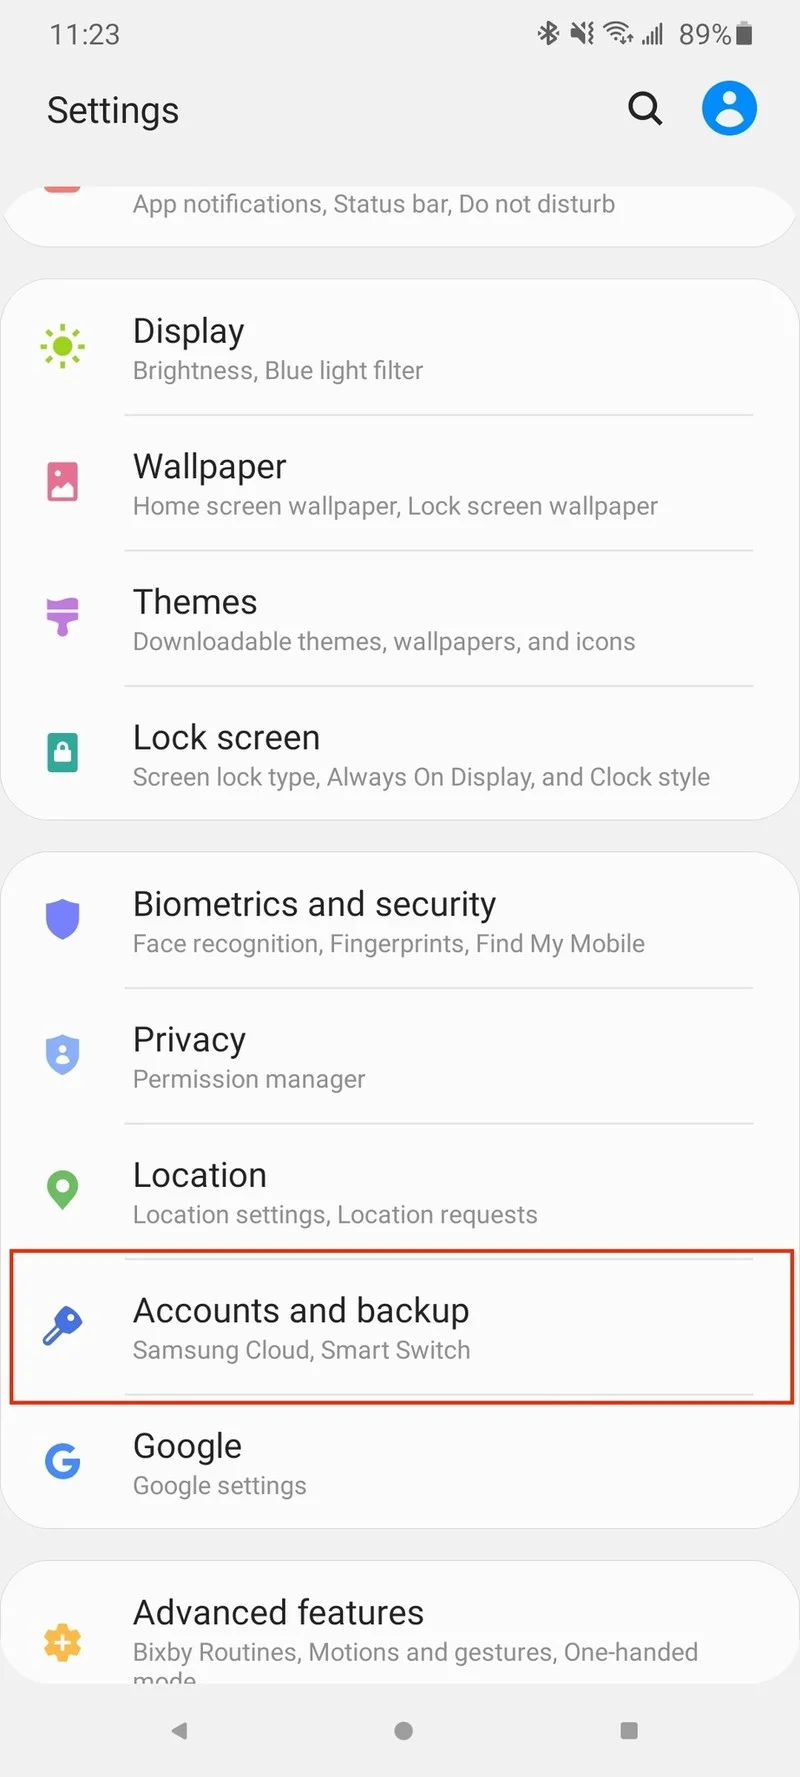 11:23
89%
Settings
App notifications, Status bar, Do not disturb
Display
Brightness, Blue light filter
Wallpaper
Home screen wallpaper, Lock screen wallpaper
Themes
Downloadable themes, wallpapers, and icons
Lock screen
Screen lock type, Always On Display, and Clock style
Biometrics and security
Face recognition, Fingerprints, Find My Mobile
Privacy
Permission manager
Location
Location settings, Location requests
Accounts and backup
Samsung Cloud, Smart Switch
Google
Google settings
Advanced features
Bixby Routines, Motions and gestures, One-handed
mode